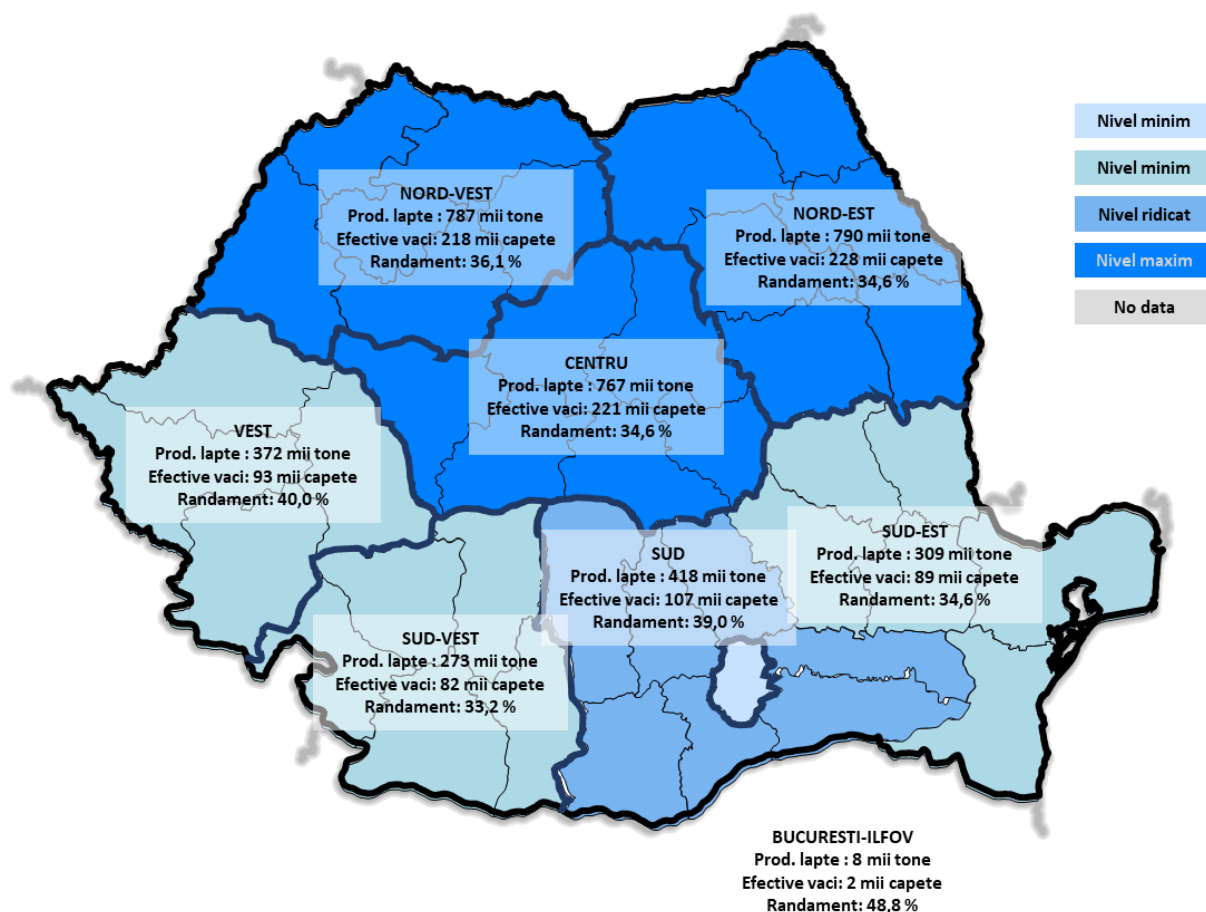 Nivel minim
Nivel minim
Nivel ridicat
Nivel maxim
No data
NORD-VEST
Prod. lapte : 787 mii tone
Efective vaci: 218 mii capete
Randament: 36,1 %
NORD-EST
Prod. lapte : 790 mii tone
Efective vaci: 228 mii capete
Randament: 34,6 %
CENTRU
Prod. lapte : 767 mii tone
Efective vaci: 221 mii capete
Randament: 34,6 %
VEST
Prod. lapte : 372 mii tone
Efective vaci: 93 mii capete
Randament: 40,0 %
SUD-EST
Prod. lapte : 309 mii tone
Efective vaci: 89 mii capete
Randament: 34,6 %
SUD
Prod. lapte : 418 mii tone
Efective vaci: 107 mii capete
Randament: 39,0 %
SUD-VEST
Prod. lapte : 273 mii tone
Efective vaci: 82 mii capete
Randament: 33,2 %
BUCURESTI-ILFOV
Prod. lapte : 8 mii tone
Efective vaci: 2 mii capete
Randament: 48,8 %